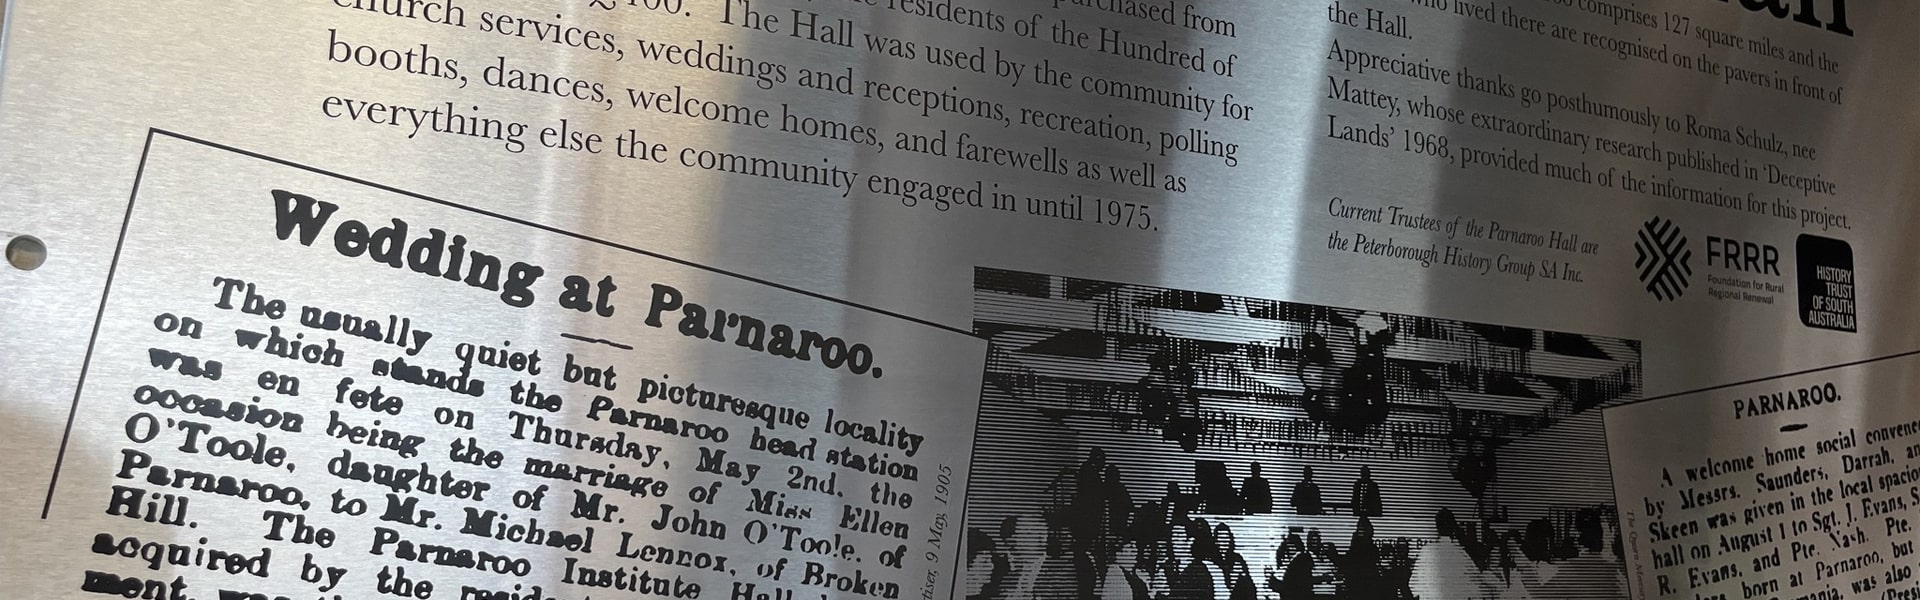 100. The Hall
purchased from
residents of the Hundred of
was used by the community for
church services, weddings and receptions, recreation, polling
booths, dances, welcome homes, and farewells as well as
everything else the community engaged in until 1975.
comprises 127 square miles and the
who lived there are recognised on the pavers in front of
the Hall.
Appreciative thanks go posthumously to Roma Schulz, nee
Mattey, whose extraordinary research published in 'Deceptive
Lands' 1968, provided much of the information for this project.
Current Trustees of the Parnaroo Hall are
the Peterborough History Group SA Inc.
FRRR
Foundation for Rural
Regional Renewal
HISTORY
TRUST
OF SOUTH
AUSTRALIA
Wedding at Parnaroo.
The usually quiet but picturesque locality
on which stands the Parnaroo head station
was en fete on Thursday, May 2nd, the
occasion being the marriage of Miss Ellen
O'Toole, daughter of Mr. John O'Toole, of
Parnaroo, to Mr. Michael Lennox, of Broken
Hill. The Parnaroo Institute Hall
acquired by the
ment,
9 May, 1905
PARNAROO.
A welcome home social convened
by Messrs. Saunders, Darrah,
Skeen was given in the local
hall on August 1 to Sgt. J. Evans,
R. Evans, and Pte. Nash. Pte.
born at Parnaroo, but
was also